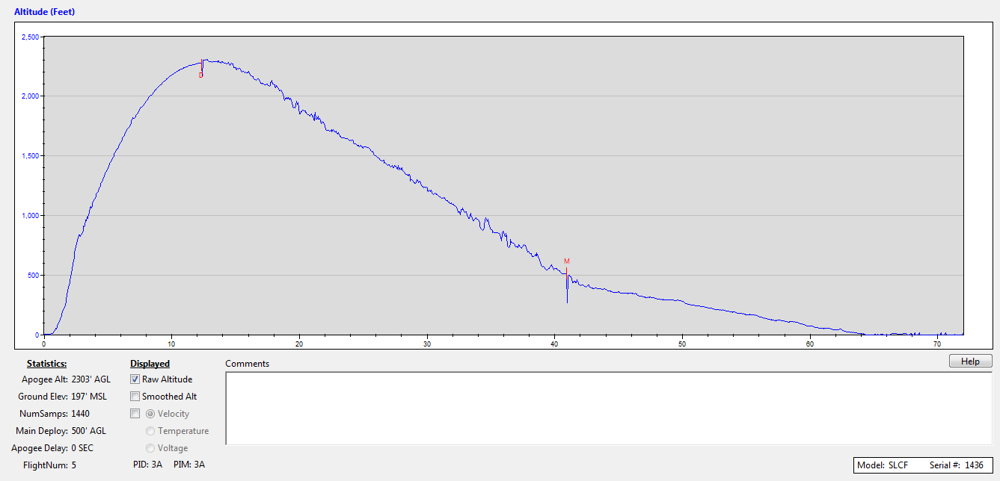 Altitude (Feet)
2,500
2,000
1,500
1,000
500
0
D
M
0 10 20 30 40 50 60 70
Statistics:
Apogee Alt: 2303' AGL
Ground Elev: 197' MSL
NumSamps: 1440
Main Deploy: 500' AGL
Apogee Delay: 0 SEC
FlightNum: 5
Displayed
Raw Altitude
Smoothed Alt
Velocity
Temperature
Voltage
PID: 3A PIM: 3A
Comments
Help
Model: SLCF Serial #: 1436